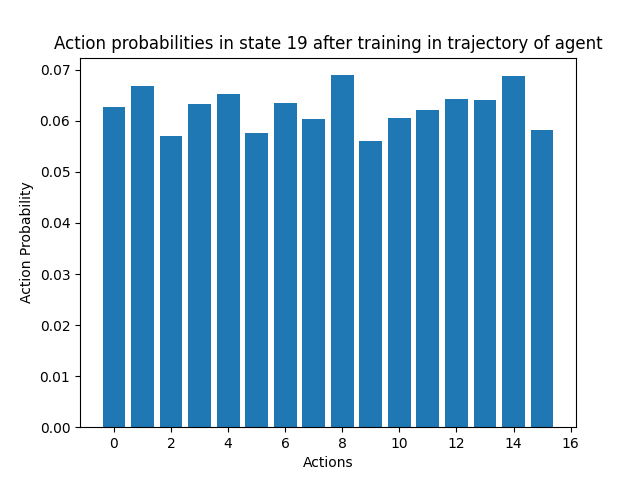 Action probabilities in state 19 after training in trajectory of agent
0.07
0.06
0.05
0.04
0.03
0.02
0.01
0.00
Action Probability
0 2 4 6 8 10 12 14 16
Actions